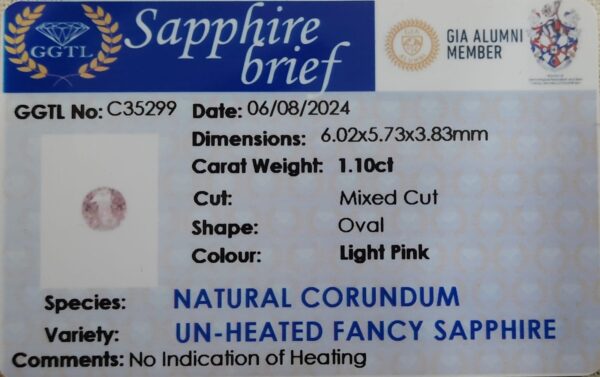 GGTL
Sapphire
brief
GIA ALUMNI
MEMBER
GGTL No: C35299
Date: 06/08/2024
Dimensions: 6.02x5.73x3.83mm
Carat Weight: 1.10ct
Cut: Mixed Cut
Shape: Oval
Colour: Light Pink
Species: NATURAL CORUNDUM
Variety: UN-HEATED FANCY SAPPHIRE
Comments: No Indication of Heating